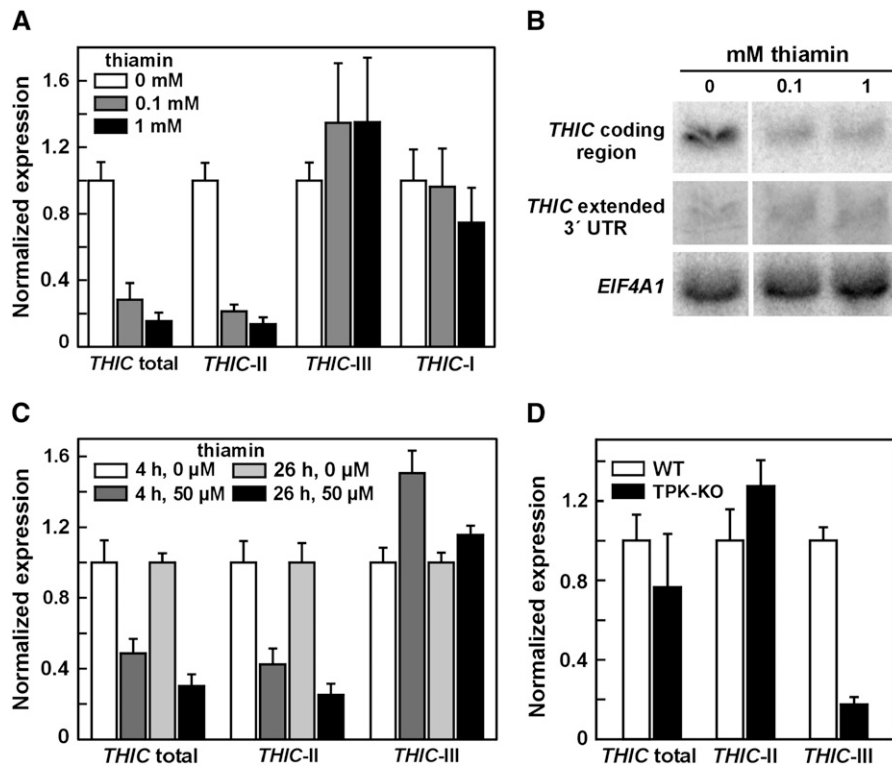 A
Normalized expression
1.6
1.2
0.8
0.4
0
thiamin
0 mM
0.1 mM
1 mM
THIC total
THIC-II
THIC-III
THIC-I
B
mM thiamin
0 0.1 1
THIC coding
region
THIC extended
3´ UTR
EIF4A1
C
Normalized expression
1.6
1.2
0.8
0.4
0
thiamin
4 h, 0 µM 26 h, 0 µM
4 h, 50 µM 26 h, 50 µM
THIC total
THIC-II
THIC-III
D
Normalized expression
1.2
0.8
0.4
0
WT
TPK-KO
THIC total
THIC-II
THIC-III